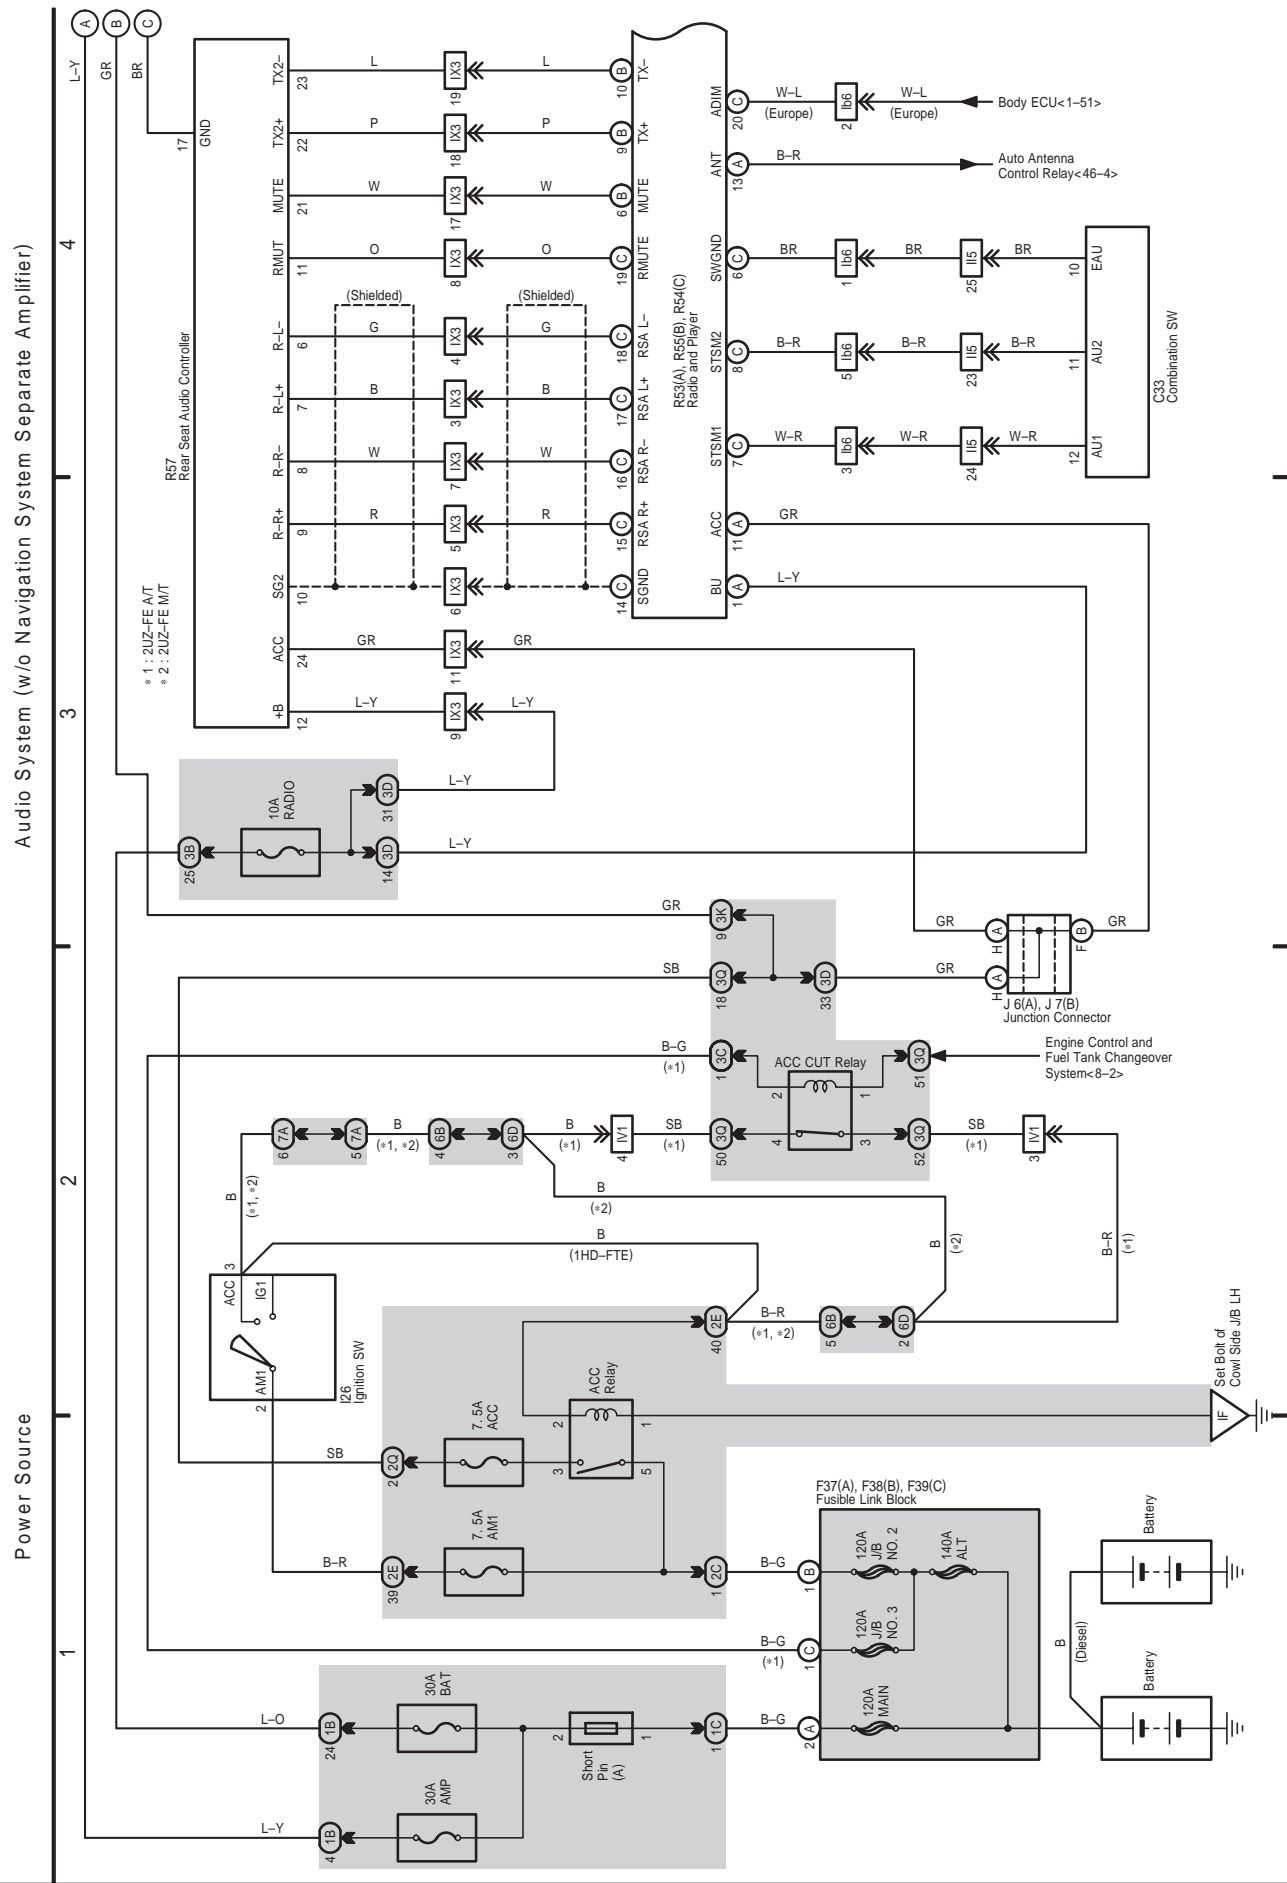 Power Source
Audio System (w/o Navigation System Separate Amplifier)
1
2
3
4
L–Y
A
GR
B
BR
C
∗ 1 : 2UZ–FE A/T
∗ 2 : 2UZ–FE M/T
R57
Rear Seat Audio Controller
17
GND
+B
ACC
SG2
R–R+
R–R–
R–L+
R–L–
RMUT
MUTE
TX2+
TX2–
12
24
10
9
8
7
6
11
21
22
23
L–Y
GR
R
W
B
G
O
W
P
L
(Shielded)
(Shielded)
9 IX3
11 IX3
6 IX3
5 IX3
7 IX3
3 IX3
4 IX3
8 IX3
17 IX3
18 IX3
19 IX3
L–Y
GR
R
W
B
G
O
W
P
L
14 C
15 C
16 C
17 C
18 C
19 C
6 B
9 B
10 B
SGND
RSA R+
RSA R–
RSA L+
RSA L–
RMUTE
MUTE
TX+
TX–
R53(A), R55(B), R54(C)
Radio and Player
BU
ACC
STSM1
STSM2
SWGND
ANT
ADIM
1 A
11 A
7 C
8 C
6 C
13 A
20 C
L–Y
GR
W–R
B–R
BR
B–R
W–L
(Europe)
3 Ib6
5 Ib6
1 Ib6
2 Ib6
W–R
B–R
BR
W–L
(Europe)
24 II5
23 II5
25 II5
W–R
B–R
BR
12
11
10
AU1
AU2
EAU
C33
Combination SW
Auto Antenna
Control Relay<46–4>
Body ECU<1–51>
25 3B
10A
RADIO
14 3D
31 3D
L–Y
L–Y
GR
9 3K
SB
18 3Q
33 3D
GR
GR
GR
H A
H A
F B
J 6(A), J 7(B)
Junction Connector
B–G
(∗1)
1 3C
ACC CUT Relay
2
1
4
3
51 3Q
Engine Control and
Fuel Tank Changeover
System<8–2>
6 7A
5 7A
B
(∗1, ∗2)
4 6B
3 6D
B
(∗1)
4 IV1
SB
(∗1)
50 3Q
52 3Q
SB
(∗1)
3 IV1
B
(∗1, ∗2)
B
(∗2)
B
(1HD–FTE)
B
(∗2)
B–R
(∗1)
3
ACC
IG1
AM1
2
I26
Ignition SW
40 2E
B–R
(∗1, ∗2)
5 6B
2 6D
ACC
Relay
2
1
3
5
7. 5A
ACC
SB
2 2Q
IF
Set Bolt of
Cowl Side J/B LH
B–R
39 2E
7. 5A
AM1
1 2C
B–G
F37(A), F38(B), F39(C)
Fusible Link Block
1 B
120A
J/B
NO. 2
140A
ALT
B–G
(∗1)
1 C
120A
J/B
NO. 3
B–G
2 A
120A
MAIN
L–O
24 1B
30A
BAT
2
1
Short
Pin
(A)
1 1C
L–Y
4 1B
30A
AMP
B
(Diesel)
Battery
Battery